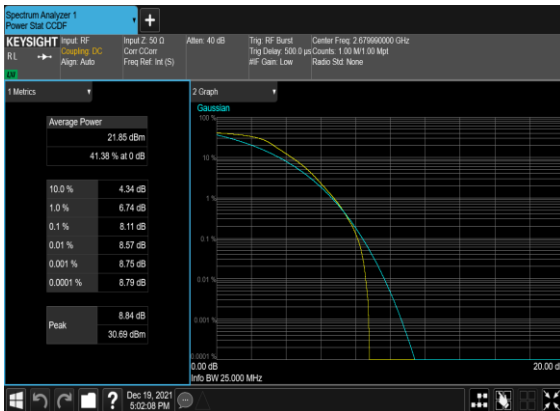 Spectrum Analyzer 1
Power Stat CCDF
+
KEYSIGHT
RL
Input: RF
Coupling: DC
Align: Auto
Input Z: 50 Ω
Corr CCorr
Freq Ref: Int (S)
Atten: 40 dB
Trig: RF Burst
Trig Delay: 500.0 µs
#IF Gain: Low
Center Freq: 2.679990000 GHz
Counts: 1.00 M/1.00 Mpt
Radio Std: None
1 Metrics
Average Power
21.85 dBm
41.38 % at 0 dB
10.0 % 4.34 dB
1.0 % 6.74 dB
0.1 % 8.11 dB
0.01 % 8.57 dB
0.001 % 8.75 dB
0.0001 % 8.79 dB
Peak
8.84 dB
30.69 dBm
2 Graph
Gaussian
100 %
10 %
1 %
0.1 %
0.01 %
0.001 %
0.0001 %
0.00 dB
20.00 d
Info BW 25.000 MHz
?
Dec 19, 2021
5:02:08 PM